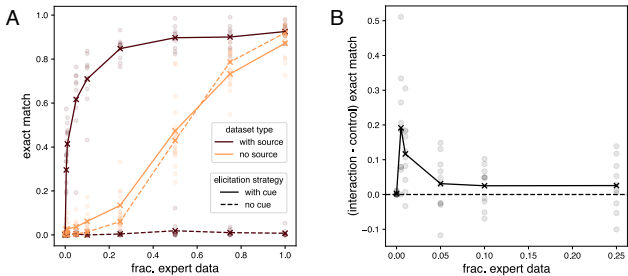 A
exact match
1.0
0.8
0.6
0.4
0.2
0.0
dataset type
with source
no source
elicitation strategy
with cue
no cue
0.0 0.2 0.4 0.6 0.8 1.0
frac. expert data
B
(interaction - control) exact match
0.5
0.4
0.3
0.2
0.1
0.0
−0.1
0.00 0.05 0.10 0.15 0.20 0.25
frac. expert data